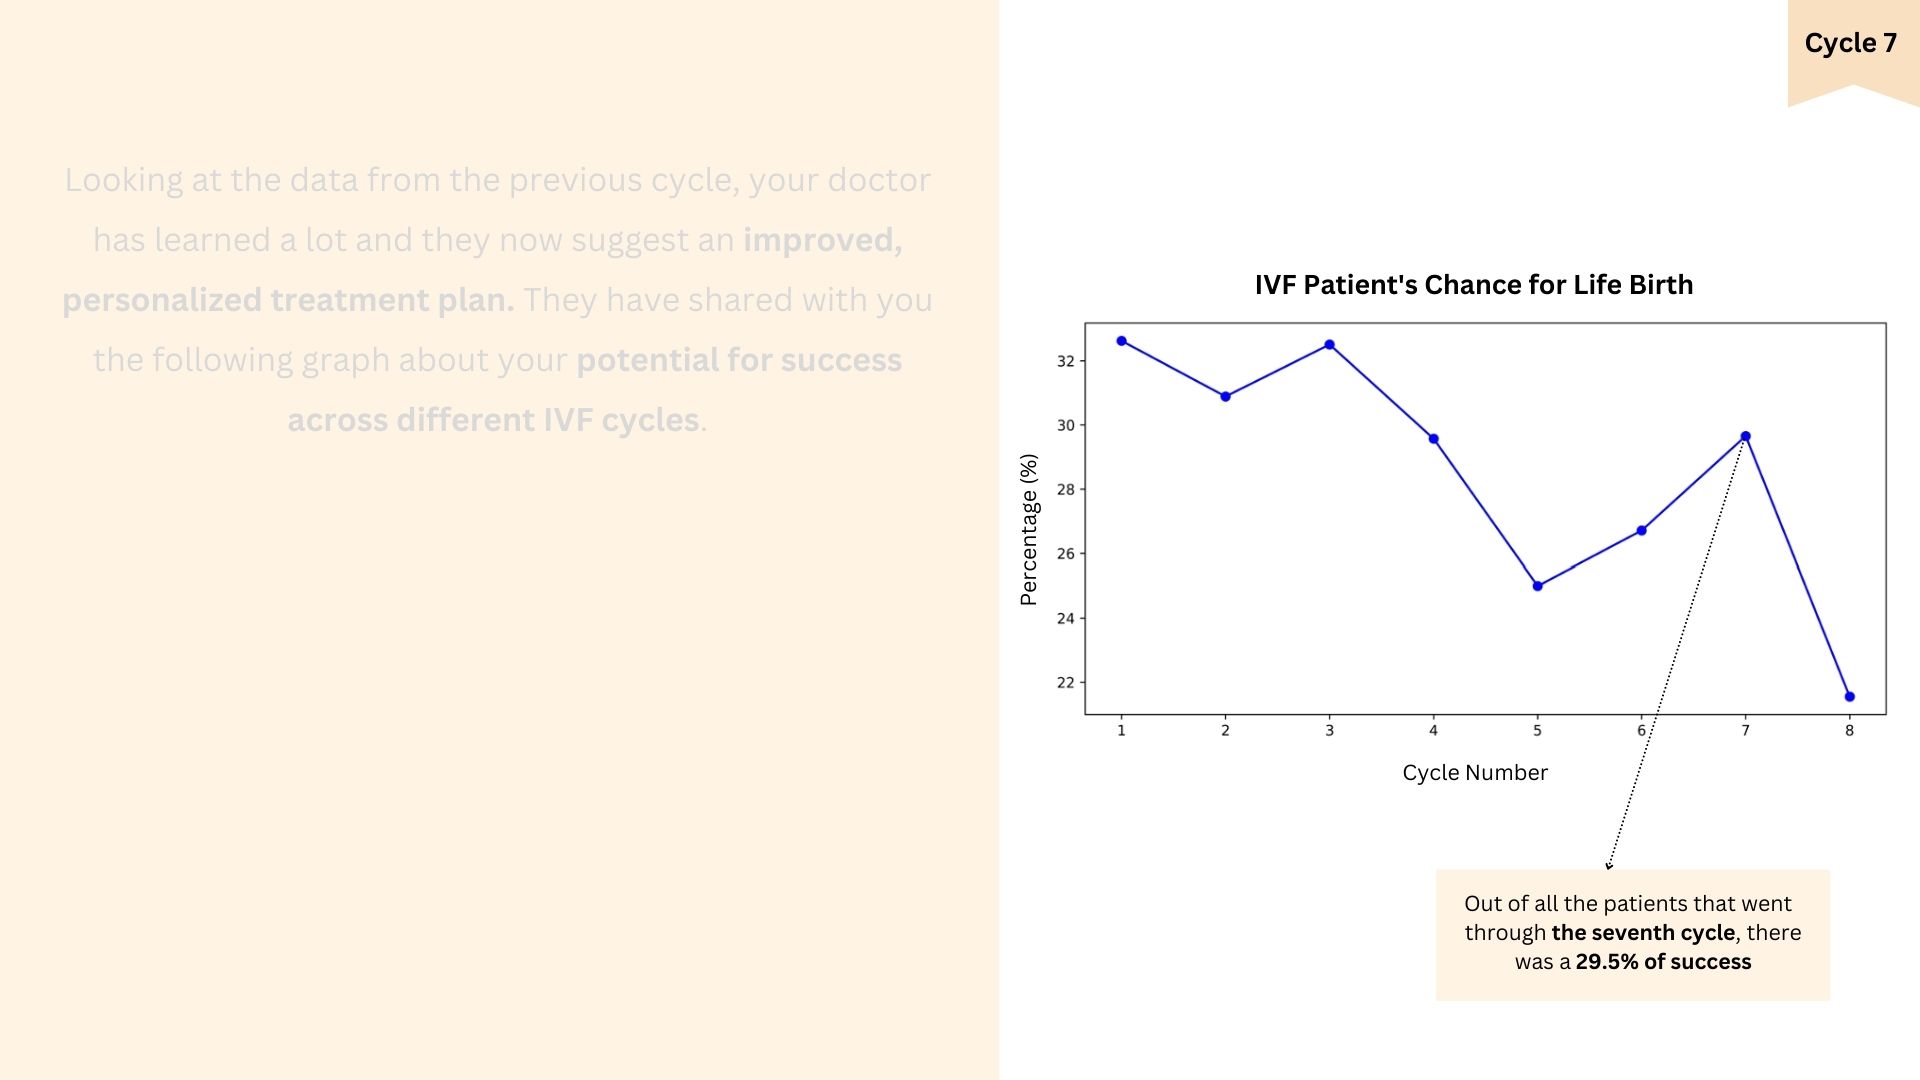 Cycle 7
Looking at the data from the previous cycle, your doctor
has learned a lot and they now suggest an improved,
personalized treatment plan. They have shared with you
the following graph about your potential for success
across different IVF cycles.
IVF Patient's Chance for Life Birth
Percentage (%)
32
30
28
26
24
22
1 2 3 4 5 6 7 8
Cycle Number
Out of all the patients that went
through the seventh cycle, there
was a 29.5% of success